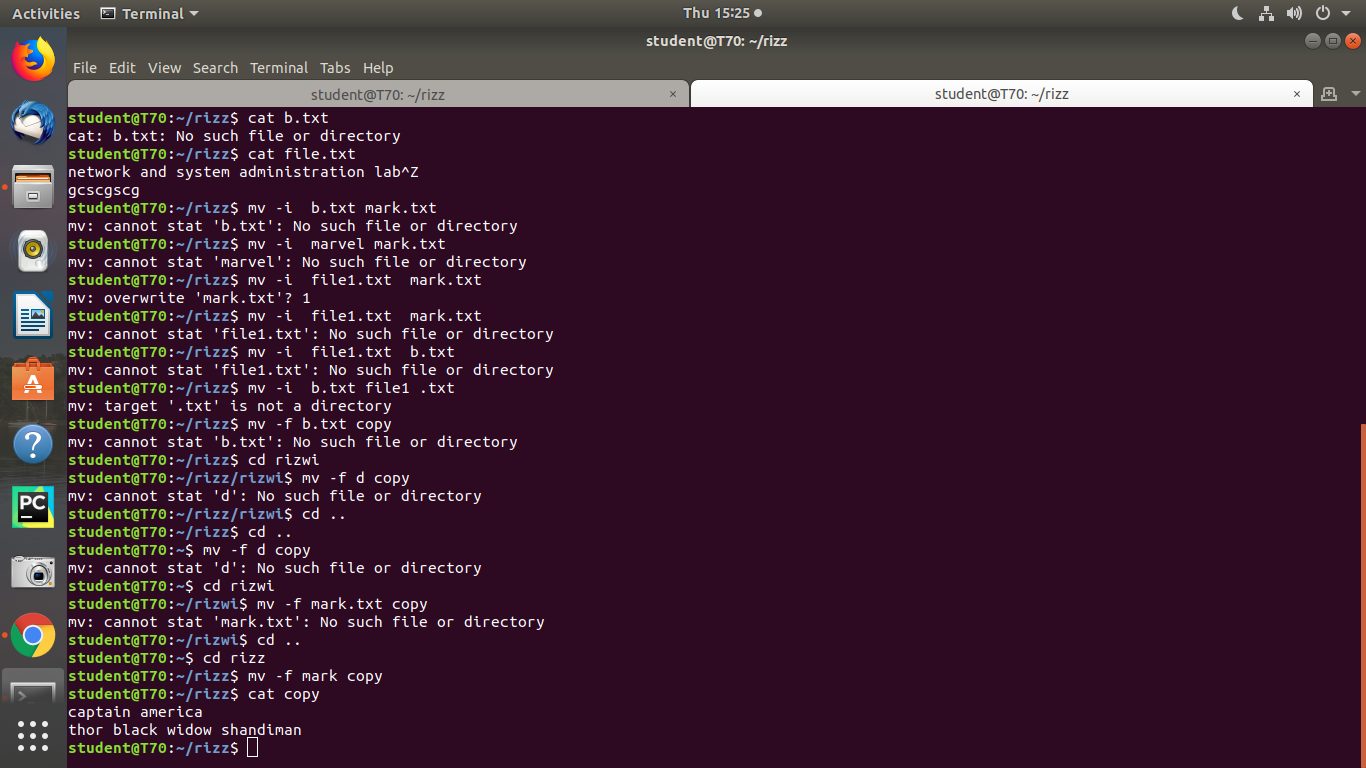 Activities Terminal Thu 15:25
student@T70: ~/rizz
File Edit View Search Terminal Tabs Help
student@T70: ~/rizz × student@T70: ~/rizz ×
student@T70:~/rizz$ cat b.txt
cat: b.txt: No such file or directory
student@T70:~/rizz$ cat file.txt
network and system administration lab^Z
gcscgscg
student@T70:~/rizz$ mv -i  b.txt mark.txt
mv: cannot stat 'b.txt': No such file or directory
student@T70:~/rizz$ mv -i  marvel mark.txt
mv: cannot stat 'marvel': No such file or directory
student@T70:~/rizz$ mv -i  file1.txt  mark.txt
mv: overwrite 'mark.txt'? 1
student@T70:~/rizz$ mv -i  file1.txt  mark.txt
mv: cannot stat 'file1.txt': No such file or directory
student@T70:~/rizz$ mv -i  file1.txt  b.txt
mv: cannot stat 'file1.txt': No such file or directory
student@T70:~/rizz$ mv -i  b.txt file1 .txt
mv: target '.txt' is not a directory
student@T70:~/rizz$ mv -f b.txt copy
mv: cannot stat 'b.txt': No such file or directory
student@T70:~/rizz$ cd rizwi
student@T70:~/rizz/rizwi$ mv -f d copy
mv: cannot stat 'd': No such file or directory
student@T70:~/rizz/rizwi$ cd ..
student@T70:~/rizz$ cd ..
student@T70:~$ mv -f d copy
mv: cannot stat 'd': No such file or directory
student@T70:~$ cd rizwi
student@T70:~/rizwi$ mv -f mark.txt copy
mv: cannot stat 'mark.txt': No such file or directory
student@T70:~/rizwi$ cd ..
student@T70:~$ cd rizz
student@T70:~/rizz$ mv -f mark copy
student@T70:~/rizz$ cat copy
captain america
thor black widow shandiman
student@T70:~/rizz$
PC